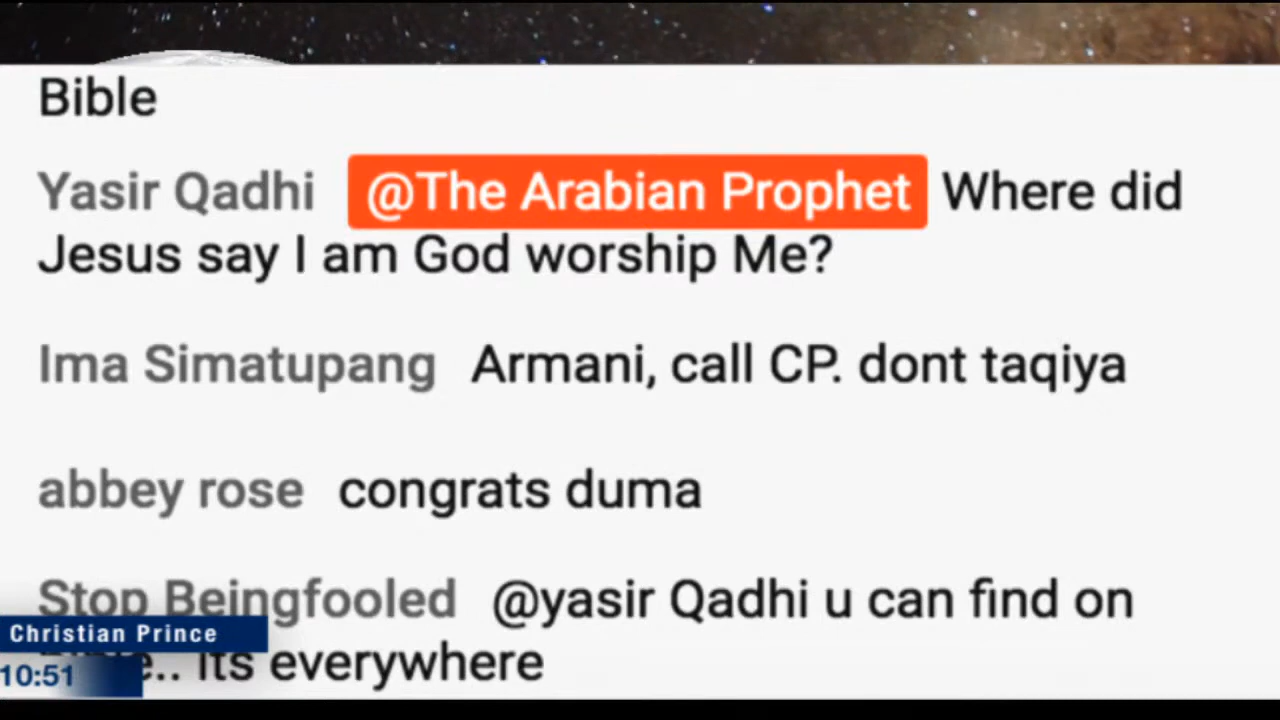 Bible
Yasir Qadhi @The Arabian Prophet Where did
Jesus say I am God worship Me?
Ima Simatupang Armani, call CP. dont taqiya
abbey rose congrats duma
Stop Beingfooled @yasir Qadhi u can find on
Christian Prince
its everywhere
10:51